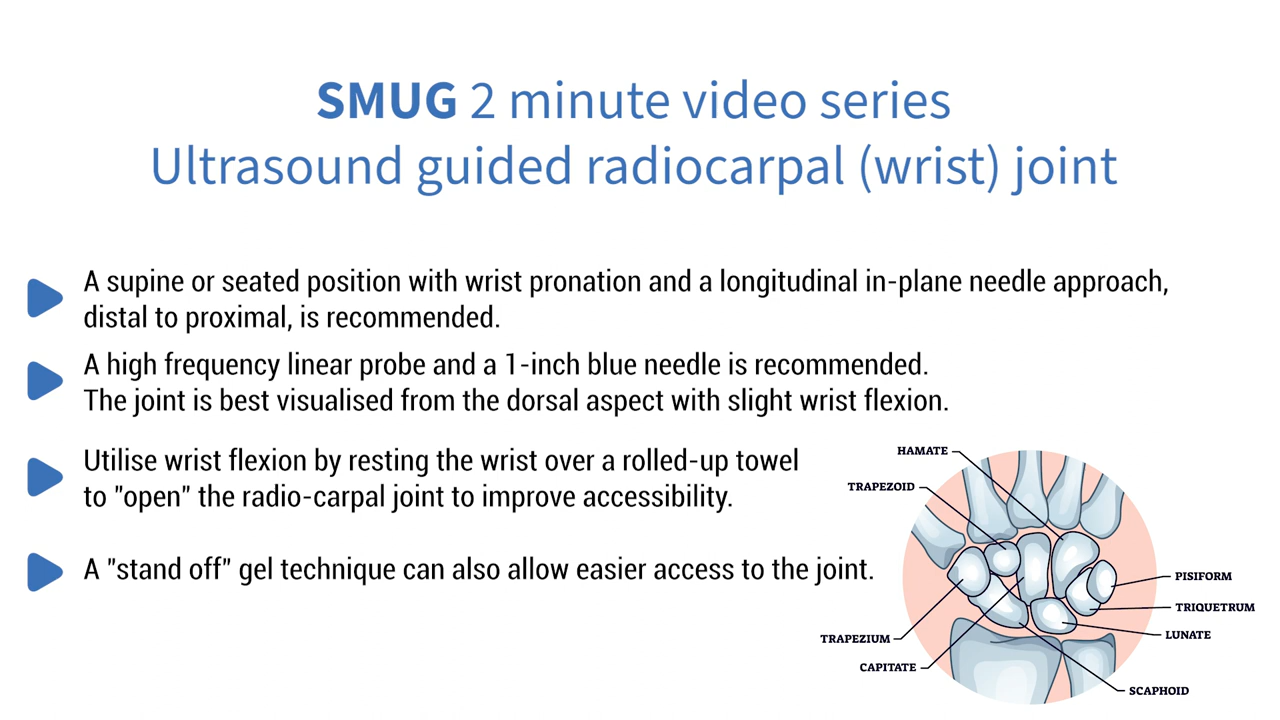 SMUG 2 minute video series
Ultrasound guided radiocarpal (wrist) joint
A supine or seated position with wrist pronation and a longitudinal in-plane needle approach,
distal to proximal, is recommended.
A high frequency linear probe and a 1-inch blue needle is recommended.
The joint is best visualised from the dorsal aspect with slight wrist flexion.
Utilise wrist flexion by resting the wrist over a rolled-up towel
to "open" the radio-carpal joint to improve accessibility.
A "stand off" gel technique can also allow easier access to the joint.
HAMATE
TRAPEZOID
PISIFORM
TRIQUETRUM
LUNATE
TRAPEZIUM
CAPITATE
SCAPHOID